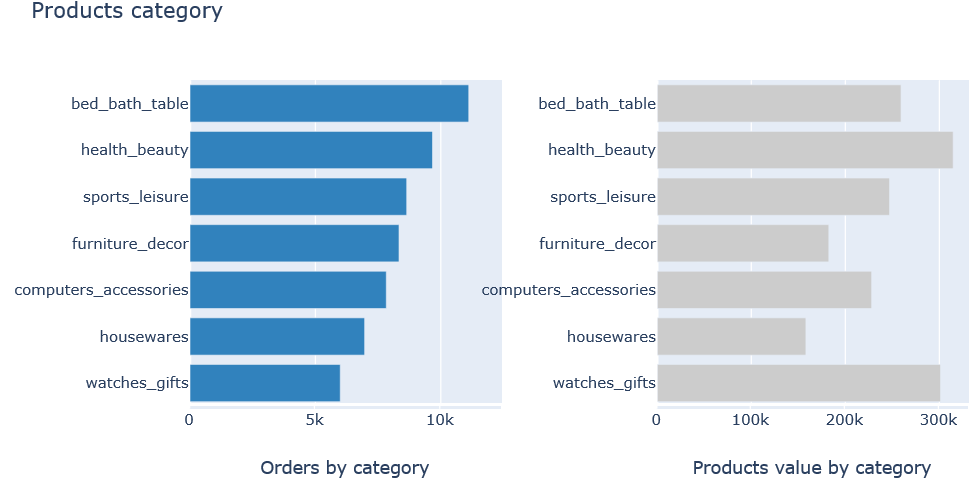 Products category
bed_bath_table
health_beauty
sports_leisure
furniture_decor
computers_accessories
housewares
watches_gifts
0 5k 10k
Orders by category
bed_bath_table
health_beauty
sports_leisure
furniture_decor
computers_accessories
housewares
watches_gifts
0 100k 200k 300k
Products value by category